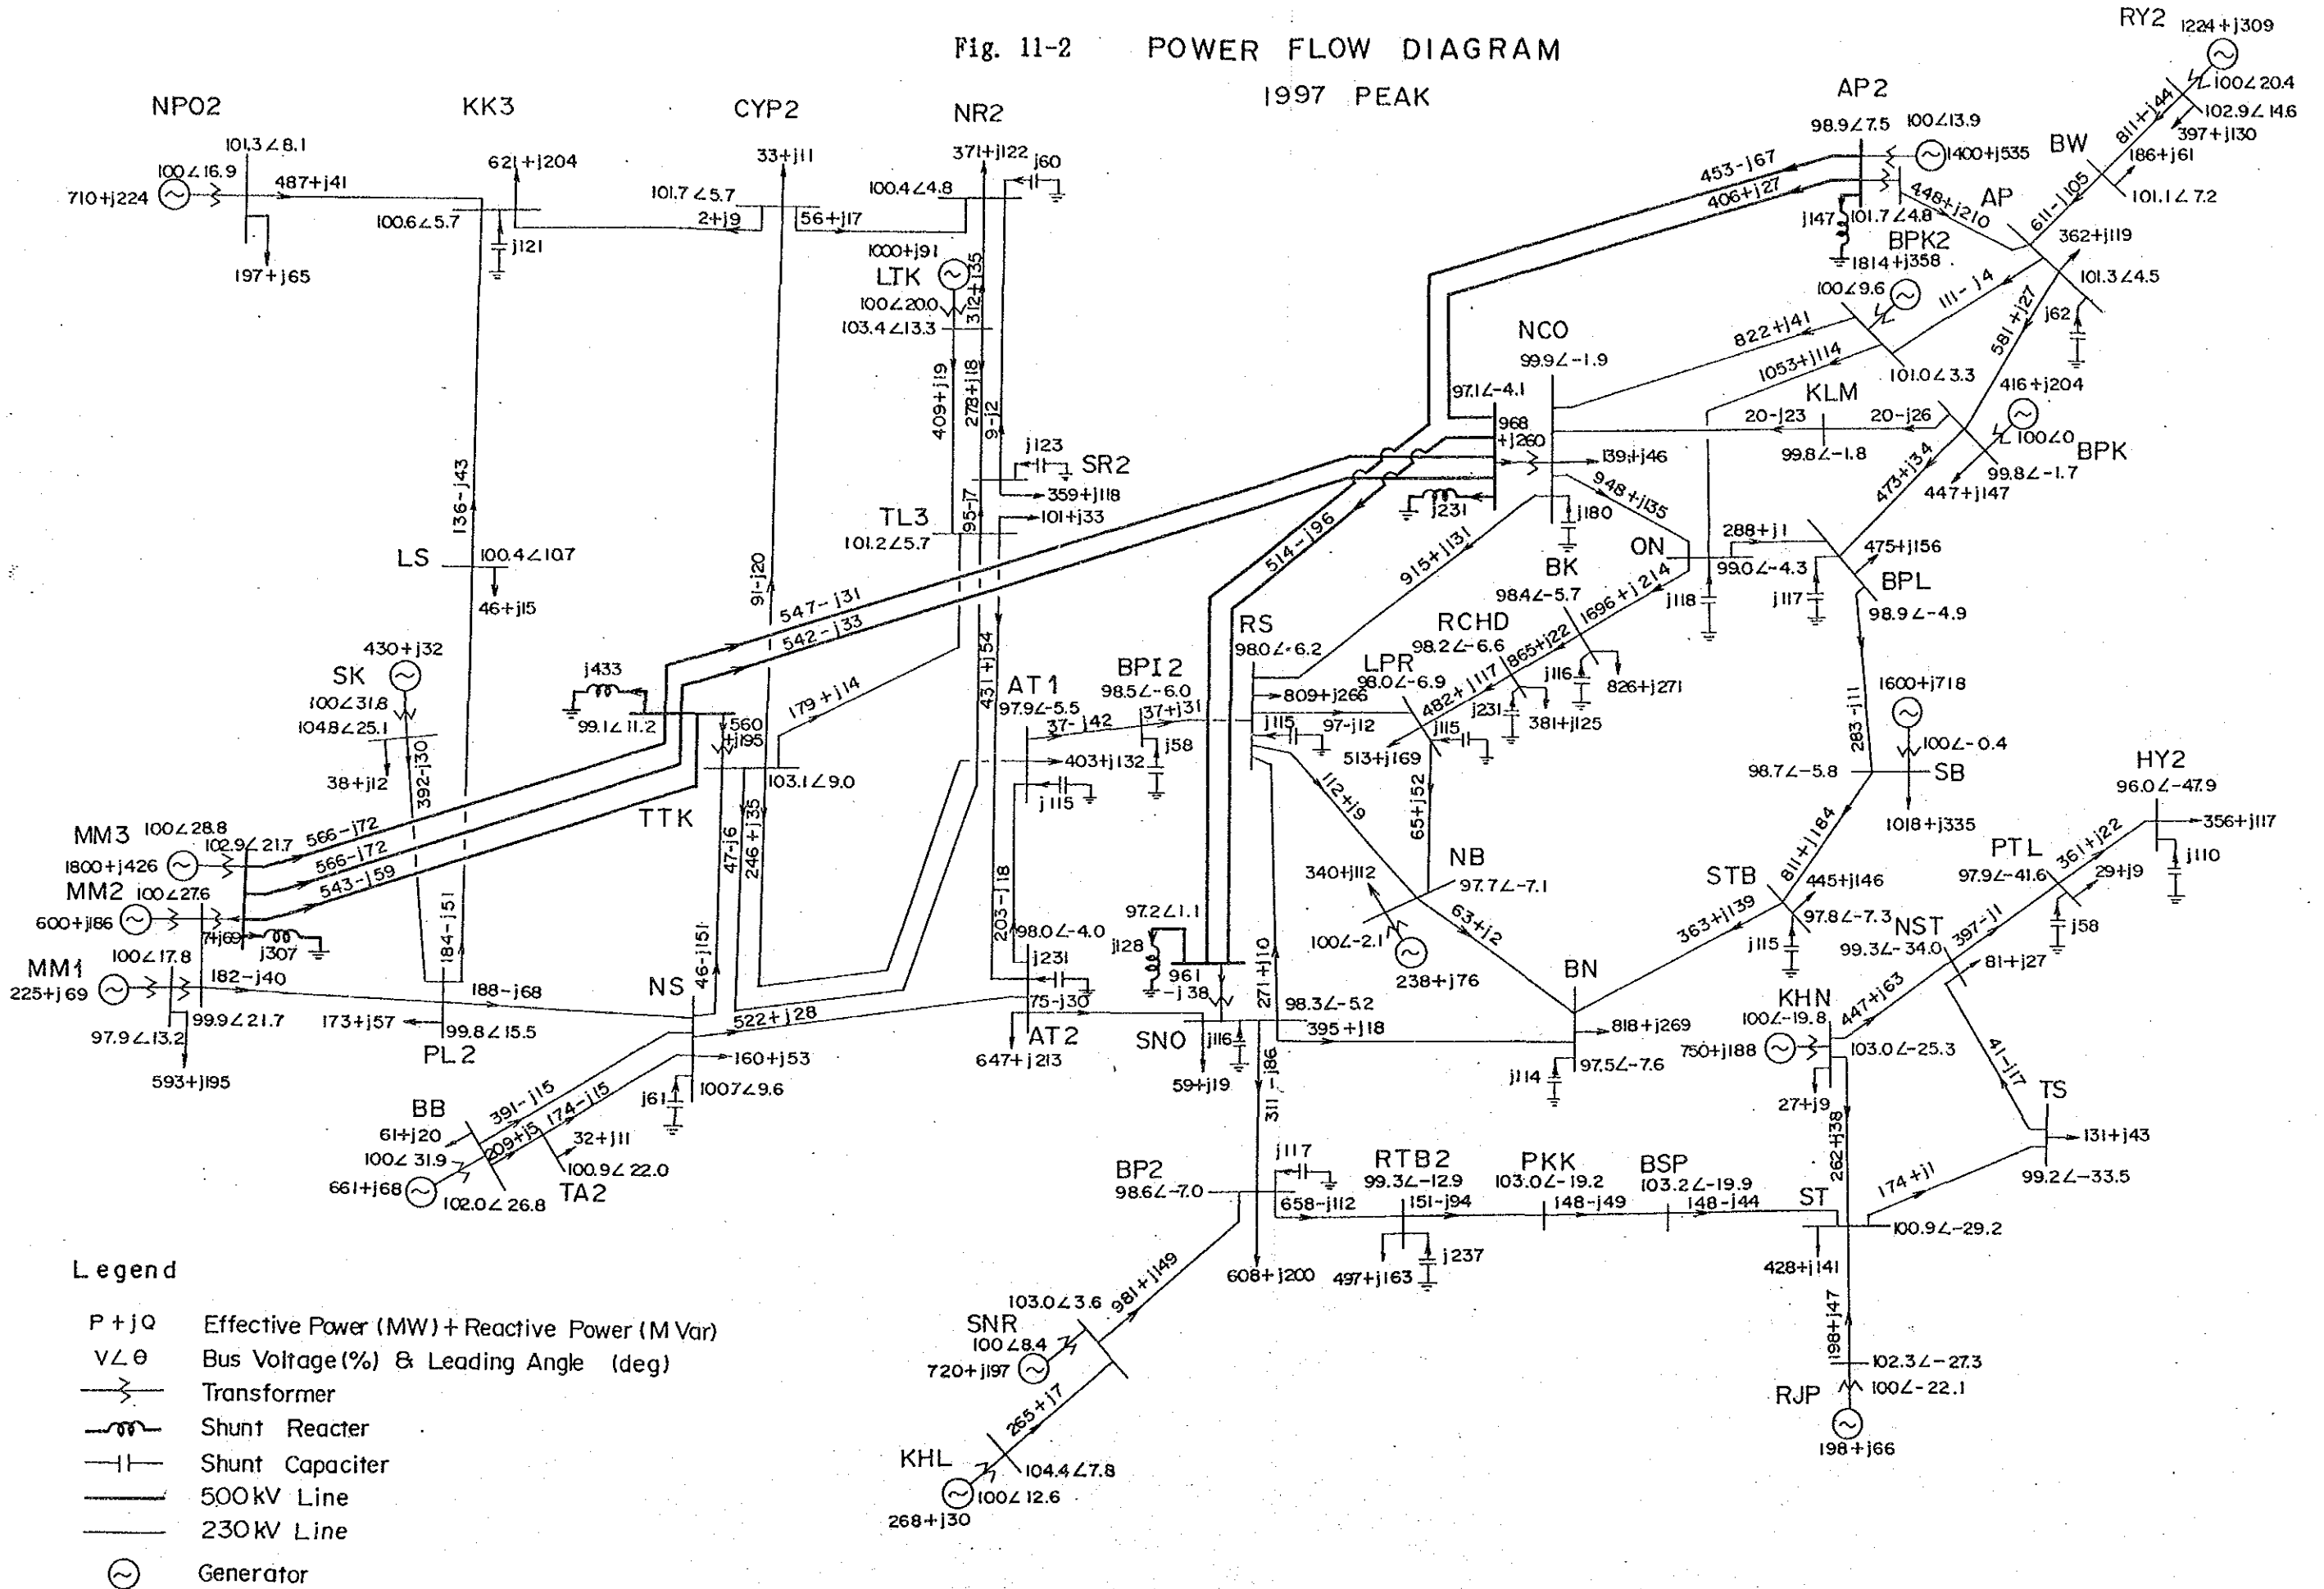 Fig. 11-2 POWER FLOW DIAGRAM
1997 PEAK
NPO2
101.3∠8.1
100∠16.9
710+j224
487+j41
197+j65
KK3
621+j204
100.6∠5.7
j121
CYP2
33+j11
101.7∠5.7
2+j9
56+j17
NR2
371+j122
j60
100.4∠4.8
1000+j91
LTK
100∠20.0
103.4∠13.3
312+j35
409+j19
278+j18
9-j2
j123
SR2
359+j118
101+j33
95-j7
TL3
101.2∠5.7
136-j43
LS
100.4∠10.7
46+j15
91-j20
430+j32
SK
100∠31.8
104.8∠25.1
38+j12
392-j30
184-j51
j433
99.1∠11.2
560
+j195
103.1∠9.0
TTK
547-j31
542-j33
179+j14
431+j54
MM3
100∠28.8
102.9∠21.7
1800+j426
566-j72
566-j72
543-j59
MM2
100∠27.6
600+j186
7+j69
j307
MM1
100∠17.8
225+j69
182-j40
97.9∠13.2
99.9∠21.7
593+j195
173+j57
99.8∠15.5
PL2
188-j68
NS
47-j6
246+j35
46-j151
522+j28
160+j53
j61
100.7∠9.6
391-j15
174-j15
BB
61+j20
209+j5
32+j11
100∠31.9
100.9∠22.0
661+j68
102.0∠26.8
TA2
203-j18
98.0∠-4.0
j231
75-j30
AT2
647+j213
AT1
97.9∠-5.5
37-j42
403+j132
j115
BPI2
98.5∠-6.0
37+j31
j58
RS
98.0∠-6.2
809+j266
j115
97-j12
112+j9
LPR
98.0∠-6.9
j115
513+j169
482+j117
65+j52
RCHD
98.2∠-6.6
865+j22
j231
381+j125
BK
98.4∠-5.7
1696+j214
j116
826+j271
NCO
99.9∠-1.9
97.1∠-4.1
968
+j260
139+j46
j231
j180
948+j135
915+j131
514-j96
453-j67
406+j27
822+j41
1053+j114
AP2
98.9∠7.5
100∠13.9
1400+j535
j147
101.7∠4.8
448+j210
BPK2
1814+j358
100∠9.6
101.0∠3.3
111-j4
RY2
1224+j309
100∠20.4
102.9∠14.6
397+j130
811+j44
BW
186+j61
101.1∠7.2
611-j105
AP
362+j119
101.3∠4.5
j62
581+j27
KLM
20-j23
20-j26
99.8∠-1.8
416+j204
100∠0
BPK
99.8∠-1.7
447+j147
473+j34
ON
99.0∠-4.3
288+j1
j118
j117
475+j156
BPL
98.9∠-4.9
283-j11
1600+j718
100∠-0.4
98.7∠-5.8
SB
1018+j335
811+j184
STB
445+j146
97.8∠-7.3
j115
363+j139
NB
340+j112
97.7∠-7.1
100∠-2.1
238+j76
63+j2
BN
818+j269
97.5∠-7.6
j114
97.2∠1.1
j128
961
-j38
271+j10
98.3∠-5.2
395+j18
SNO
j116
59+j19
311-j86
BP2
98.6∠-7.0
j117
658-j112
608+j200
981+j149
103.0∠3.6
SNR
100∠8.4
720+j197
265+j7
KHL
104.4∠7.8
100∠12.6
268+j30
RTB2
99.3∠-12.9
151-j94
497+j163
j237
PKK
103.0∠-19.2
148-j49
BSP
103.2∠-19.9
148-j44
ST
100.9∠-29.2
428+j141
198+j47
102.3∠-27.3
RJP
100∠-22.1
198+j66
174+j1
262+j38
KHN
100∠-19.8
750+j188
103.0∠-25.3
27+j9
447+j63
NST
99.3∠-34.0
81+j27
397-j1
41-j17
TS
131+j43
99.2∠-33.5
PTL
97.9∠-41.6
29+j9
j58
361+j22
HY2
96.0∠-47.9
356+j117
j110
Legend
P+jQ Effective Power (MW) + Reactive Power (M Var)
V∠θ Bus Voltage (%) & Leading Angle (deg)
Transformer
Shunt Reacter
Shunt Capaciter
500kV Line
230kV Line
Generator